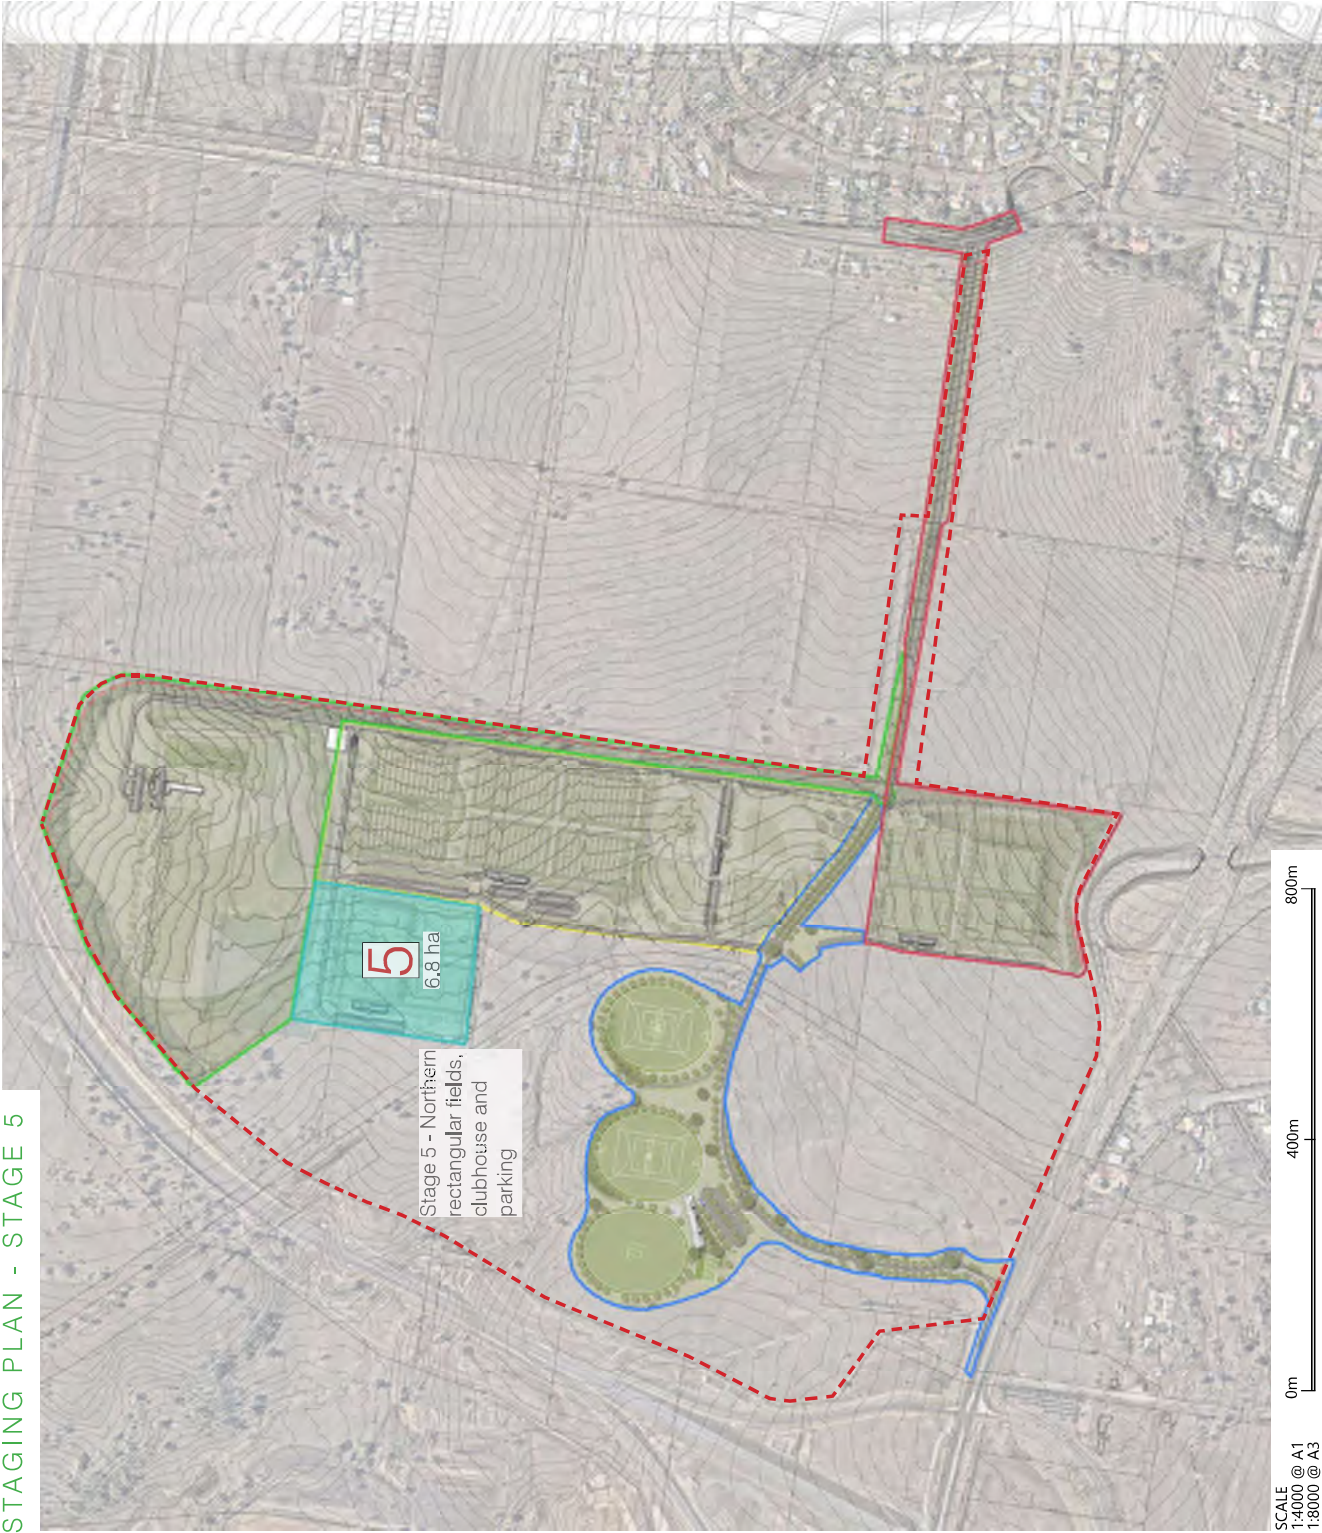 STAGING PLAN - STAGE 5
5
6.8 ha
Stage 5 - Northern
rectangular fields,
clubhouse and
parking
SCALE
1:4000 @ A1
1:8000 @ A3
0m
400m
800m